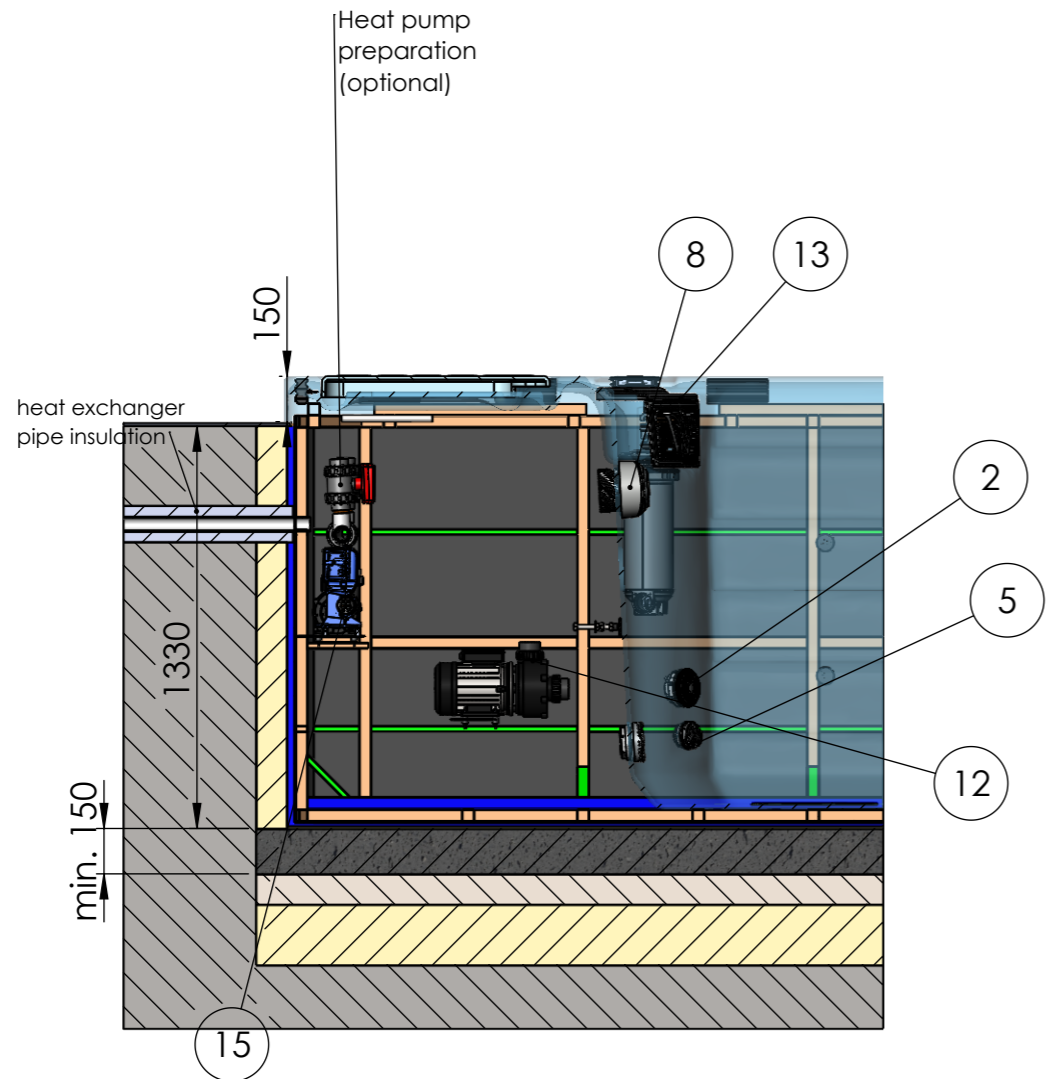 Heat pump
preparation
(optional)
8
13
150
heat exchanger
pipe insulation
2
5
1330
12
min. 150
15